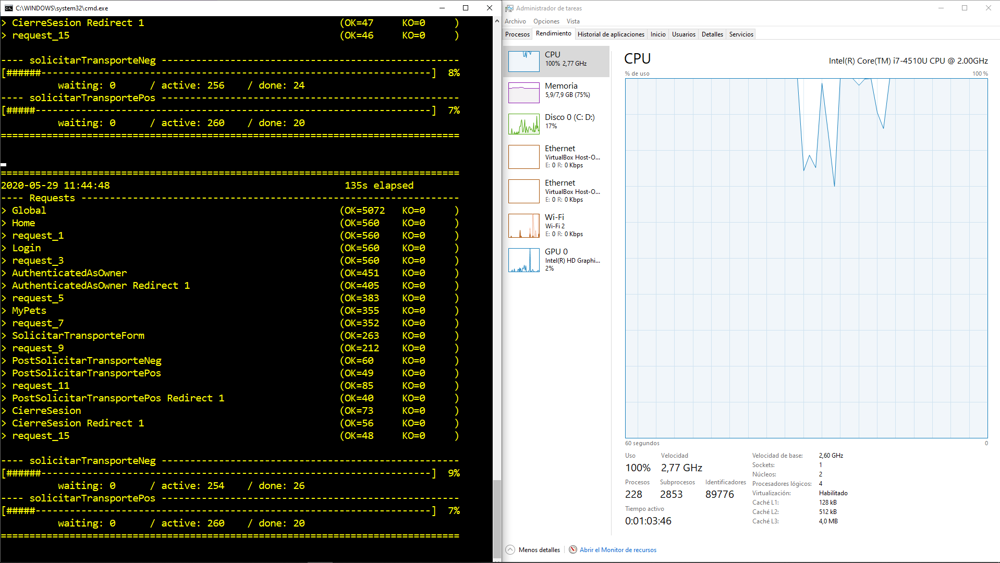 C:\WINDOWS\system32\cmd.exe
> CierreSesion Redirect 1 (OK=47 KO=0 )
> request_15 (OK=46 KO=0 )
---- solicitarTransporteNeg ----------------------------------------------------
[######--------------------------------------------------------------------] 8%
waiting: 0 / active: 256 / done: 24
---- solicitarTransportePos ----------------------------------------------------
[#####---------------------------------------------------------------------] 7%
waiting: 0 / active: 260 / done: 20
================================================================================
================================================================================
2020-05-29 11:44:48 135s elapsed
---- Requests ------------------------------------------------------------------
> Global (OK=5072 KO=0 )
> Home (OK=560 KO=0 )
> request_1 (OK=560 KO=0 )
> Login (OK=560 KO=0 )
> request_3 (OK=560 KO=0 )
> AuthenticatedAsOwner (OK=451 KO=0 )
> AuthenticatedAsOwner Redirect 1 (OK=405 KO=0 )
> request_5 (OK=383 KO=0 )
> MyPets (OK=355 KO=0 )
> request_7 (OK=352 KO=0 )
> SolicitarTransporteForm (OK=263 KO=0 )
> request_9 (OK=212 KO=0 )
> PostSolicitarTransporteNeg (OK=60 KO=0 )
> PostSolicitarTransportePos (OK=49 KO=0 )
> request_11 (OK=85 KO=0 )
> PostSolicitarTransportePos Redirect 1 (OK=40 KO=0 )
> CierreSesion (OK=73 KO=0 )
> CierreSesion Redirect 1 (OK=56 KO=0 )
> request_15 (OK=48 KO=0 )
---- solicitarTransporteNeg ----------------------------------------------------
[######--------------------------------------------------------------------] 9%
waiting: 0 / active: 254 / done: 26
---- solicitarTransportePos ----------------------------------------------------
[#####---------------------------------------------------------------------] 7%
waiting: 0 / active: 260 / done: 20
================================================================================
Administrador de tareas
Archivo Opciones Vista
Procesos Rendimiento Historial de aplicaciones Inicio Usuarios Detalles Servicios
CPU
100% 2,77 GHz
Memoria
5,9/7,9 GB (75%)
Disco 0 (C: D:)
17%
Ethernet
VirtualBox Host-O...
E: 0 R: 0 Kbps
Ethernet
VirtualBox Host-O...
E: 0 R: 0 Kbps
Wi-Fi
Wi-Fi 2
E: 0 R: 0 Kbps
GPU 0
Intel(R) HD Graphi...
2%
CPU Intel(R) Core(TM) i7-4510U CPU @ 2.00GHz
% de uso 100 %
60 segundos 0
Uso Velocidad
100% 2,77 GHz
Procesos Subprocesos Identificadores
228 2853 89776
Tiempo activo
0:01:03:46
Velocidad de base: 2,60 GHz
Sockets: 1
Núcleos: 2
Procesadores lógicos: 4
Virtualización: Habilitado
Caché L1: 128 kB
Caché L2: 512 kB
Caché L3: 4,0 MB
Menos detalles Abrir el Monitor de recursos